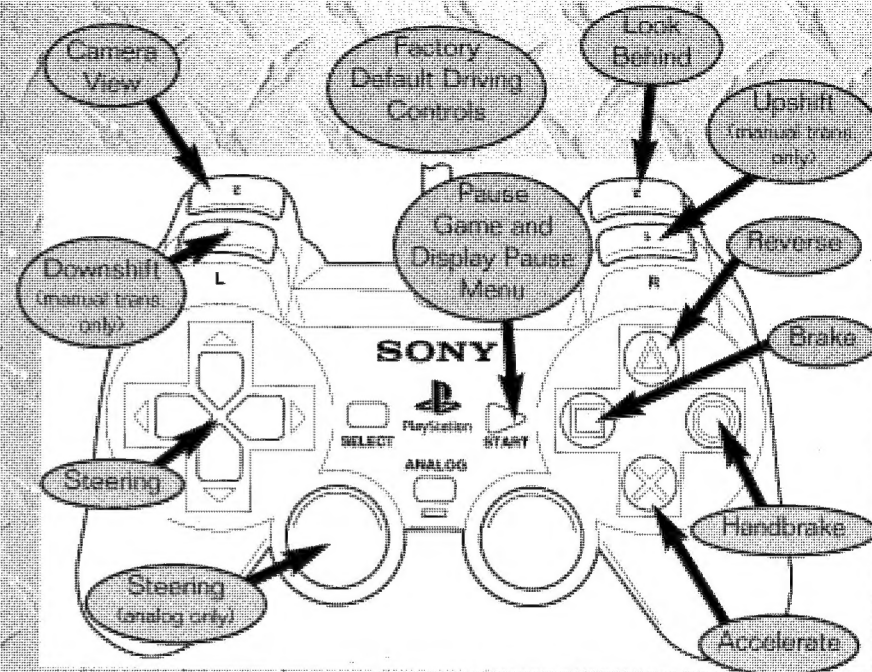 Camera
View
Factory
Default Driving
Controls
Look
Behind
Upshift
(manual trans.
only)
Pause
Game and
Display Pause
Menu
Downshift
(manual trans.
only)
L
R
Reverse
Brake
SONY
PlayStation
SELECT
START
ANALOG
Steering
Handbrake
Steering
(analog only)
Accelerate